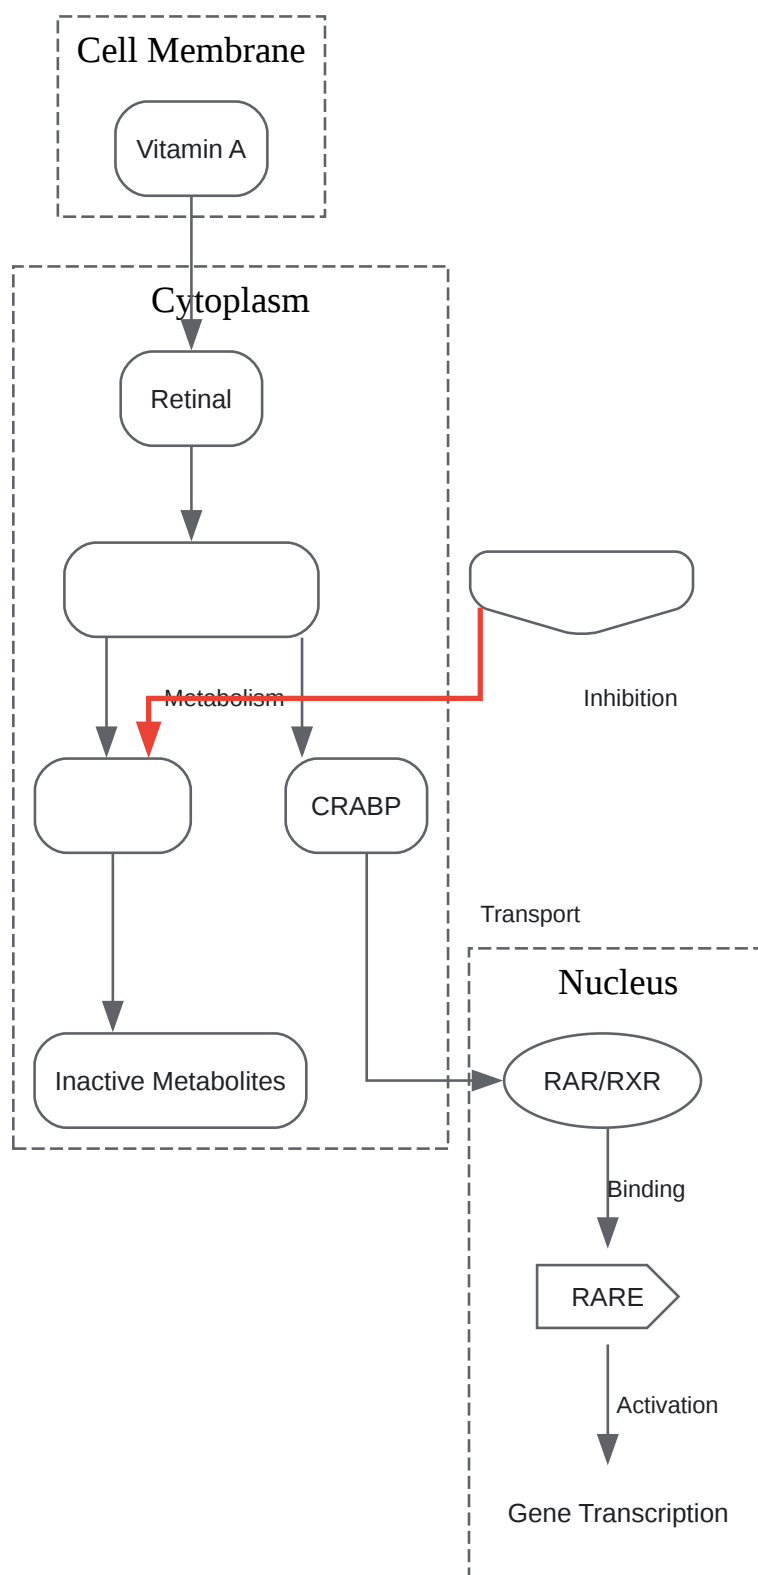 Cell Membrane
Vitamin A
Cytoplasm
Retinal
Metabolism
Inhibition
CRABP
Transport
Nucleus
Inactive Metabolites
RAR/RXR
Binding
RARE
Activation
Gene Transcription